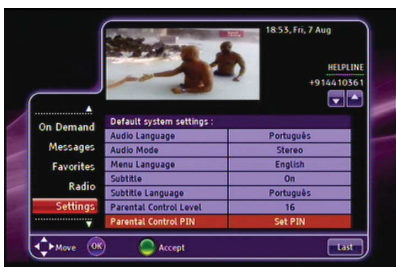 18:53, Fri, 7 Aug
HELPLINE
+914410361
On Demand
Messages
Favorites
Radio
Settings
Default system settings :
Audio Language Português
Audio Mode Stereo
Menu Language English
Subtitle On
Subtitle Language Português
Parental Control Level 16
Parental Control PIN Set PIN
Move OK Accept Last